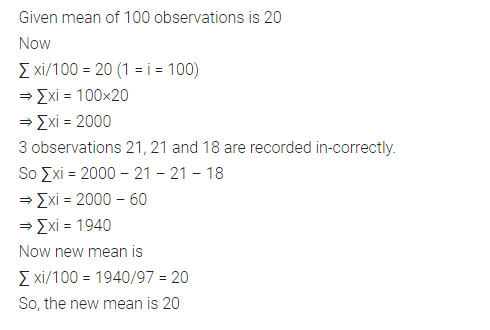 Given mean of 100 observations is 20
Now
∑ xi/100 = 20 (1 = i = 100)
⇒ ∑xi = 100×20
⇒ ∑xi = 2000
3 observations 21, 21 and 18 are recorded in-correctly.
So ∑xi = 2000 – 21 – 21 – 18
⇒ ∑xi = 2000 – 60
⇒ ∑xi = 1940
Now new mean is
∑ xi/100 = 1940/97 = 20
So, the new mean is 20